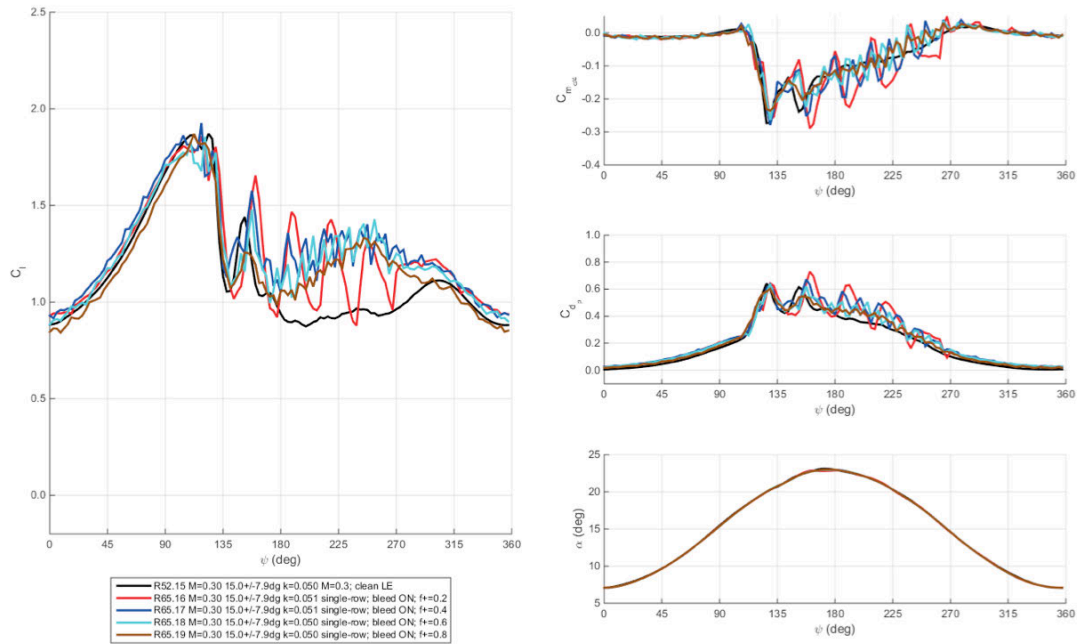 2.5
2.0
1.5
1.0
0.5
0.0
C_l
0 45 90 135 180 225 270 315 360
ψ (deg)
R52.15 M=0.30 15.0+/-7.9dg k=0.050 M=0.3; clean LE
R65.16 M=0.30 15.0+/-7.9dg k=0.051 single-row; bleed ON; f+=0.2
R65.17 M=0.30 15.0+/-7.9dg k=0.051 single-row; bleed ON; f+=0.4
R65.18 M=0.30 15.0+/-7.9dg k=0.050 single-row; bleed ON; f+=0.6
R65.19 M=0.30 15.0+/-7.9dg k=0.050 single-row; bleed ON; f+=0.8
0.0
-0.1
-0.2
-0.3
-0.4
0 45 90 135 180 225 270 315 360
ψ (deg)
1.0
0.8
0.6
0.4
0.2
0.0
C_d_p
0 45 90 135 180 225 270 315 360
ψ (deg)
25
20
15
10
5
α (deg)
0 45 90 135 180 225 270 315 360
ψ (deg)